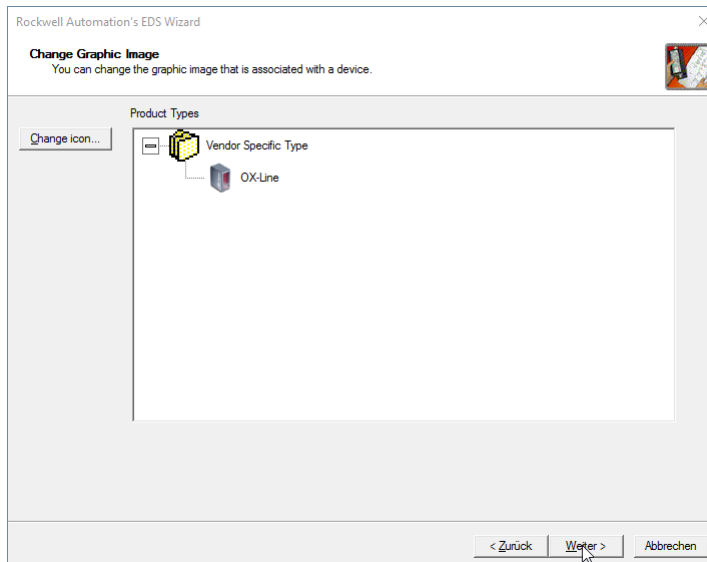 Rockwell Automation's EDS Wizard
Change Graphic Image
You can change the graphic image that is associated with a device.
Product Types
Change icon...
Vendor Specific Type
OX-Line
< Zurück
Weiter >
Abbrechen